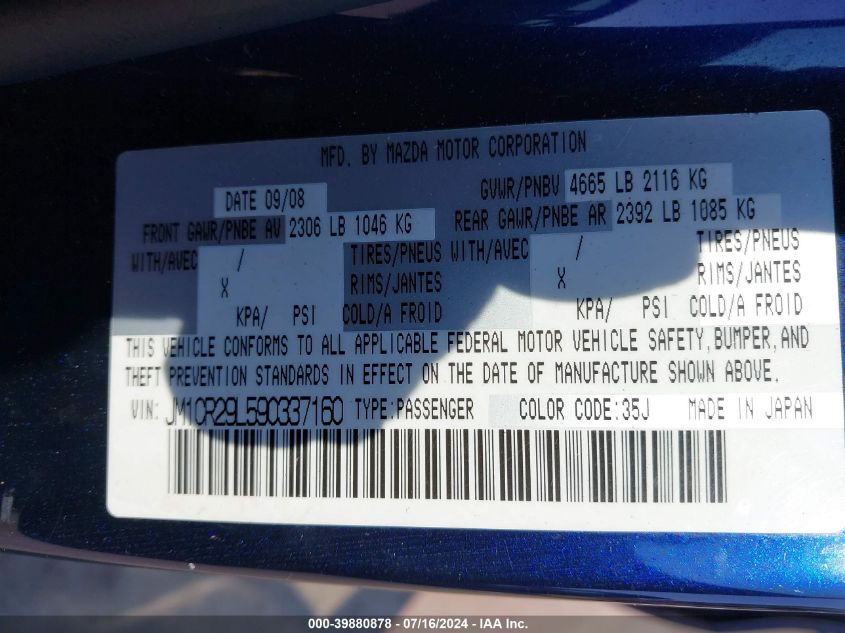 MFD. BY MAZDA MOTOR CORPORATION
DATE 09/08 GVWR/PNBV 4665 LB 2116 KG
FRONT GAWR/PNBE AV 2306 LB 1046 KG REAR GAWR/PNBE AR 2392 LB 1085 KG
WITH/AVEC / TIRES/PNEUS WITH/AVEC / TIRES/PNEUS
X RIMS/JANTES X RIMS/JANTES
KPA/ PSI COLD/A FROID KPA/ PSI COLD/A FROID
THIS VEHICLE CONFORMS TO ALL APPLICABLE FEDERAL MOTOR VEHICLE SAFETY, BUMPER, AND
THEFT PREVENTION STANDARDS IN EFFECT ON THE DATE OF MANUFACTURE SHOWN ABOVE.
VIN: JM1CR29L590337160 TYPE:PASSENGER COLOR CODE:35J MADE IN JAPAN
000-39880878 - 07/16/2024 - IAA Inc.